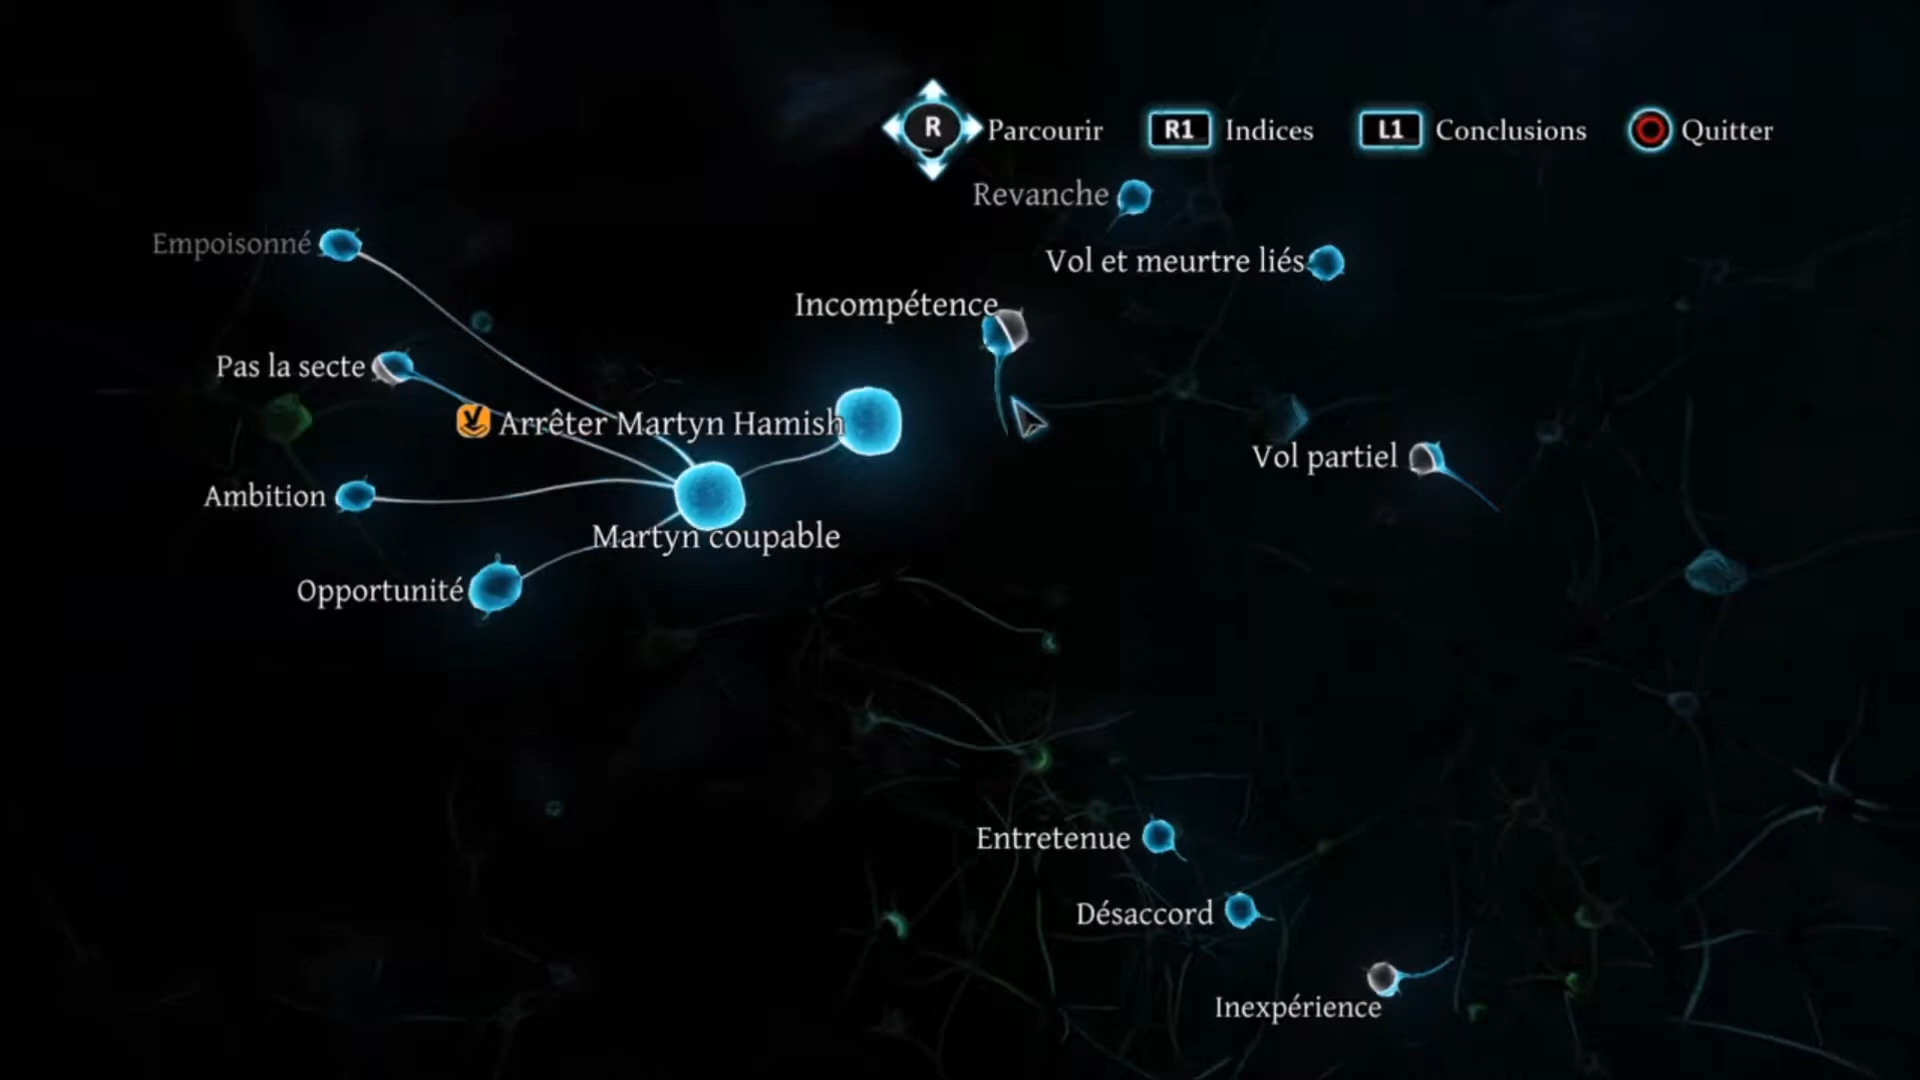 R Parcourir R1 Indices L1 Conclusions Quitter
Revanche
Empoisonné
Vol et meurtre liés
Incompétence
Pas la secte
Arrêter Martyn Hamish
Vol partiel
Ambition
Martyn coupable
Opportunité
Entretenue
Désaccord
Inexpérience